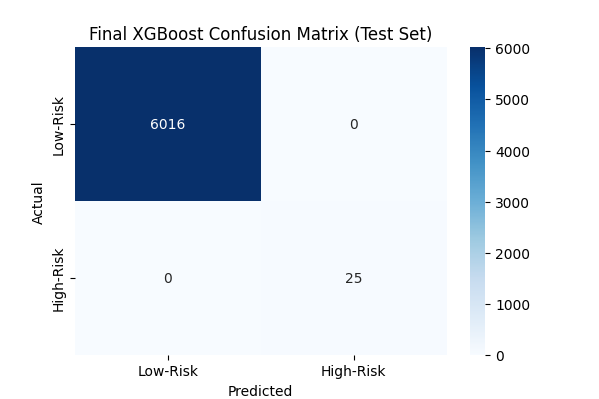 Final XGBoost Confusion Matrix (Test Set)
Actual
Low-Risk
6016
0
High-Risk
0
25
Low-Risk
High-Risk
Predicted
6000
5000
4000
3000
2000
1000
0